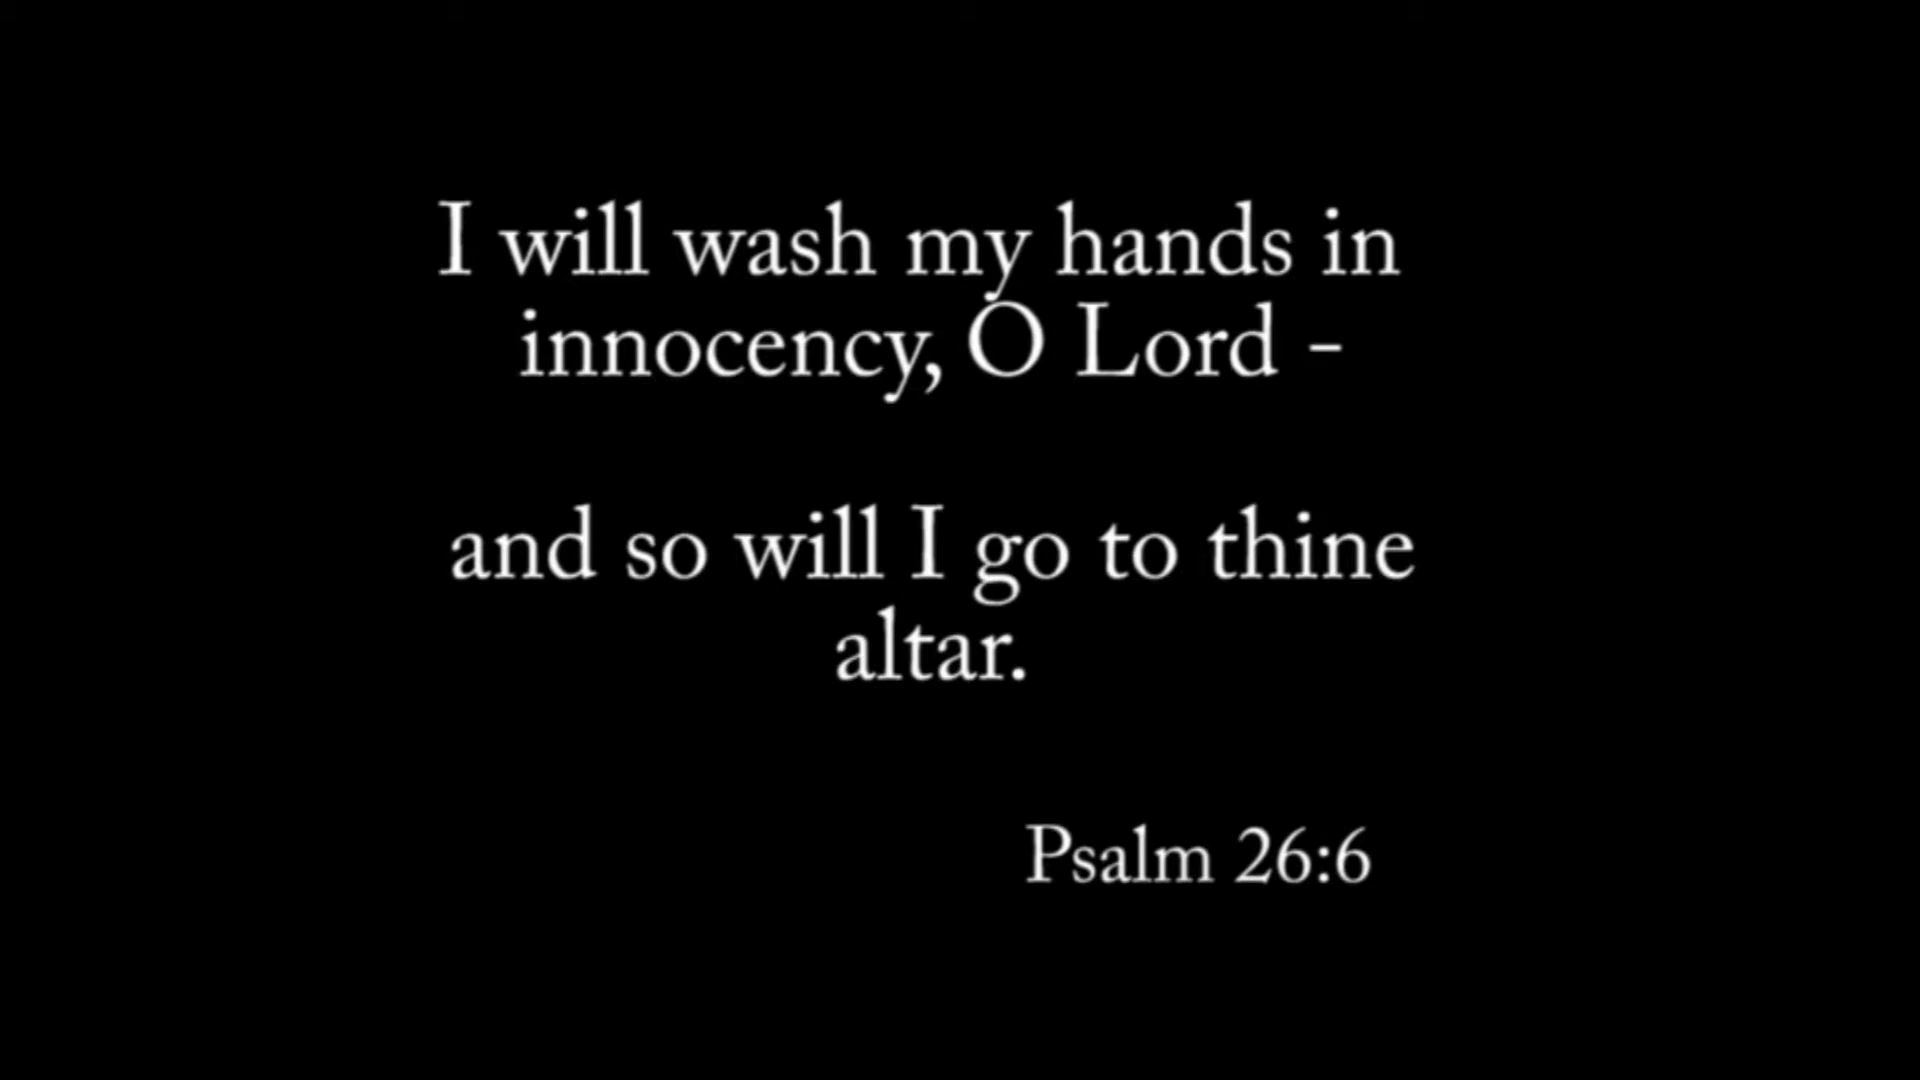 I will wash my hands in
innocency, O Lord -
and so will I go to thine
altar.
Psalm 26:6